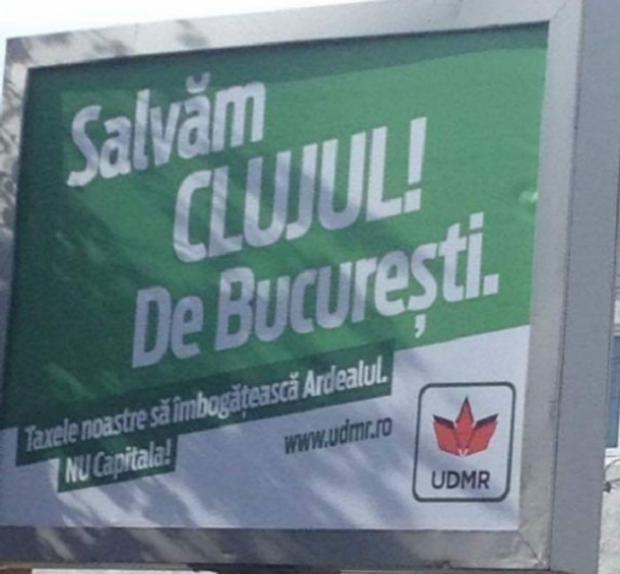 Salvăm
CLUJUL!
De București.
Taxele noastre să îmbogățească Ardealul.
NU Capitala!
www.udmr.ro
UDMR